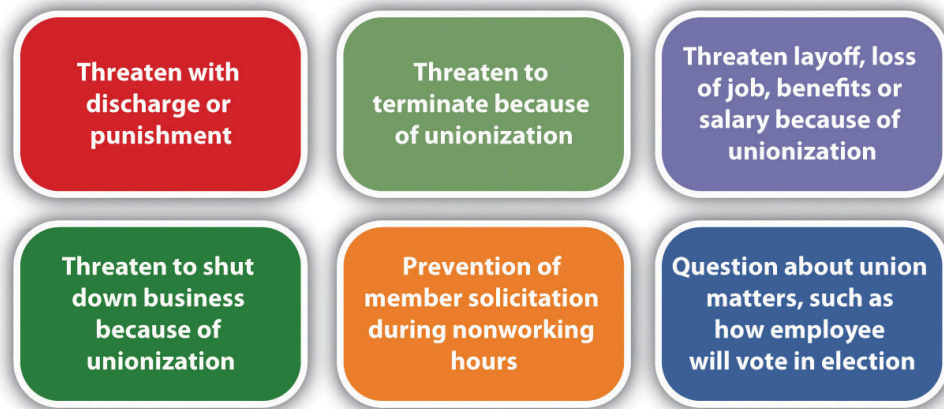 Threaten with
discharge or
punishment
Threaten to
terminate because
of unionization
Threaten layoff, loss
of job, benefits or
salary because of
unionization
Threaten to shut
down business
because of
unionization
Prevention of
member solicitation
during nonworking
hours
Question about union
matters, such as
how employee
will vote in election